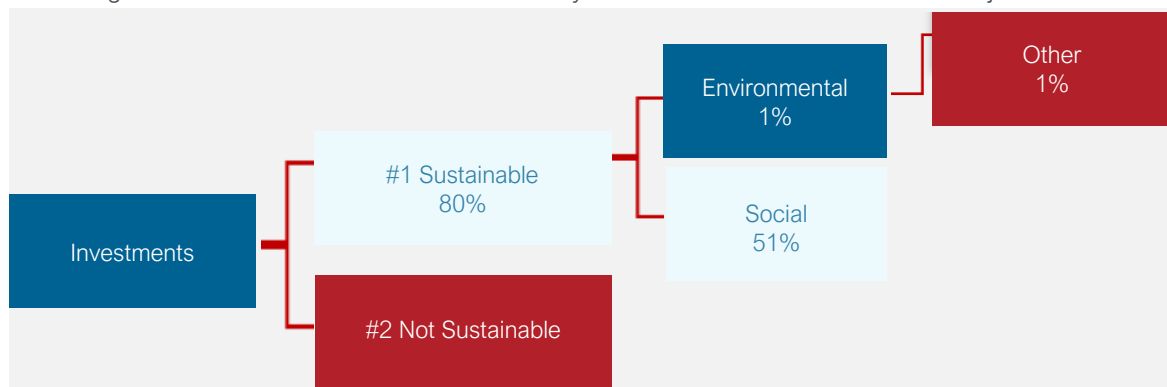 Other
1%
Environmental
1%
#1 Sustainable
80%
Social
51%
Investments
#2 Not Sustainable